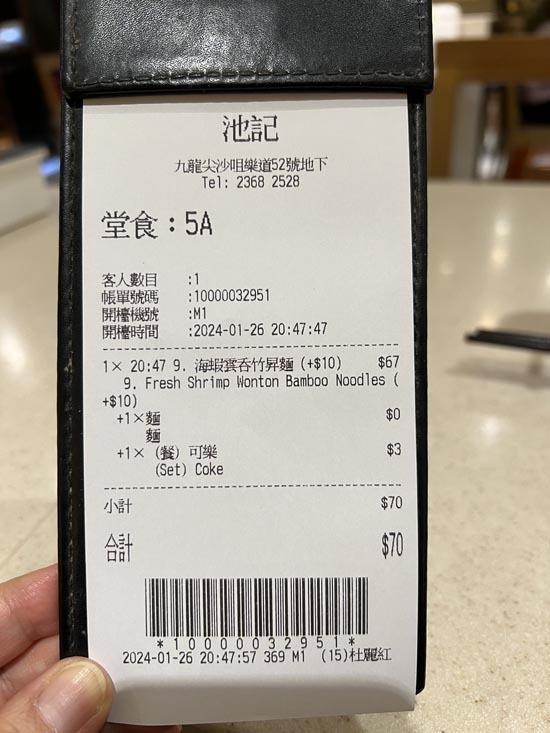 池記
九龍尖沙咀樂道52號地下
Tel: 2368 2528
堂食：5A
客人數目 :1
帳單號碼 :10000032951
開檯機號 :M1
開檯時間 :2024-01-26 20:47:47
1× 20:47 9. 海蝦雲呑竹昇麵 (+$10) $67
9. Fresh Shrimp Wonton Bamboo Noodles (
+$10)
+1×麵 $0
麵
+1× (餐) 可樂 $3
(Set) Coke
小計 $70
合計 $70
*10000032951*
2024-01-26 20:47:57 369 M1 (15)杜麗紅